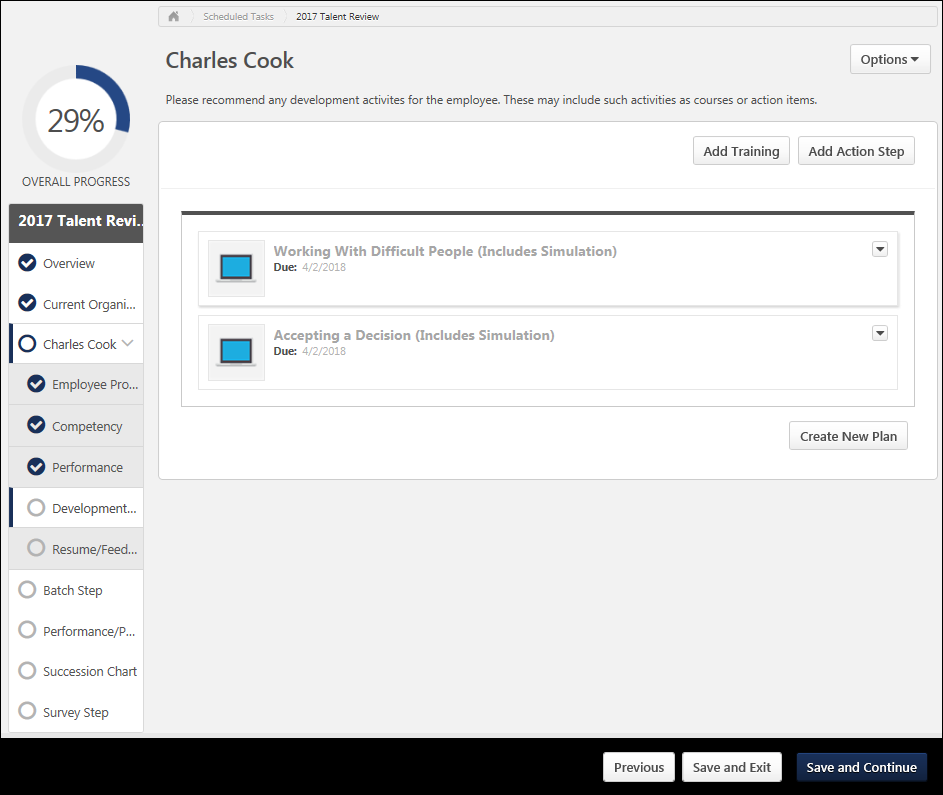 Scheduled Tasks 2017 Talent Review
Charles Cook
Options
Please recommend any development activites for the employee. These may include such activities as courses or action items.
29%
OVERALL PROGRESS
2017 Talent Revi..
Overview
Current Organi...
Charles Cook
Employee Pro...
Competency
Performance
Development...
Resume/Feed...
Batch Step
Performance/P...
Succession Chart
Survey Step
Add Training Add Action Step
Working With Difficult People (Includes Simulation)
Due: 4/2/2018
Accepting a Decision (Includes Simulation)
Due: 4/2/2018
Create New Plan
Previous Save and Exit Save and Continue